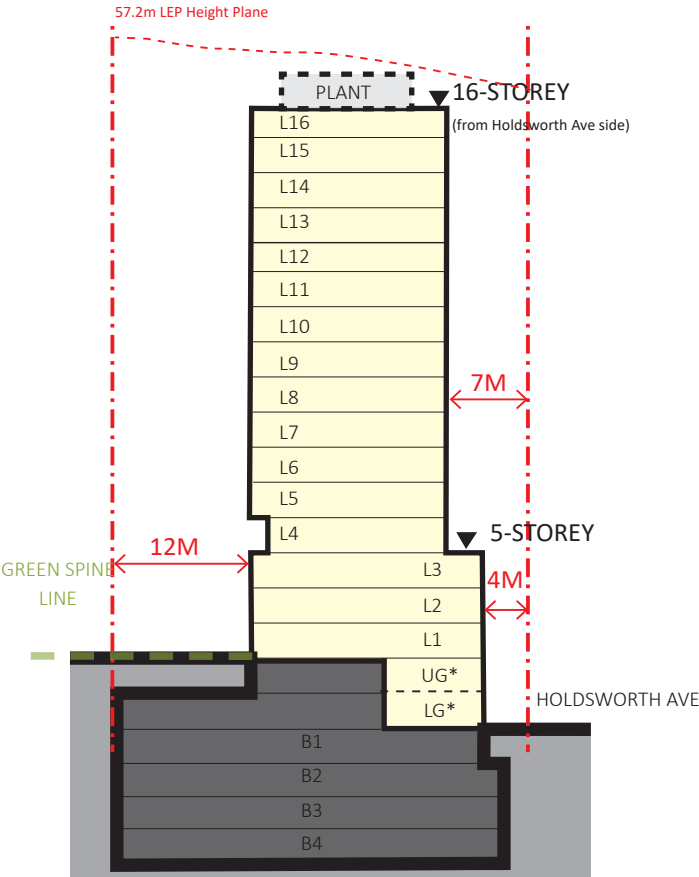 57.2m LEP Height Plane
PLANT
16-STOREY
(from Holdsworth Ave side)
L16
L15
L14
L13
L12
L11
L10
L9
L8
7M
L7
L6
L5
L4
5-STOREY
12M
GREEN SPINE
LINE
L3
4M
L2
L1
UG*
LG*
HOLDSWORTH AVE
B1
B2
B3
B4